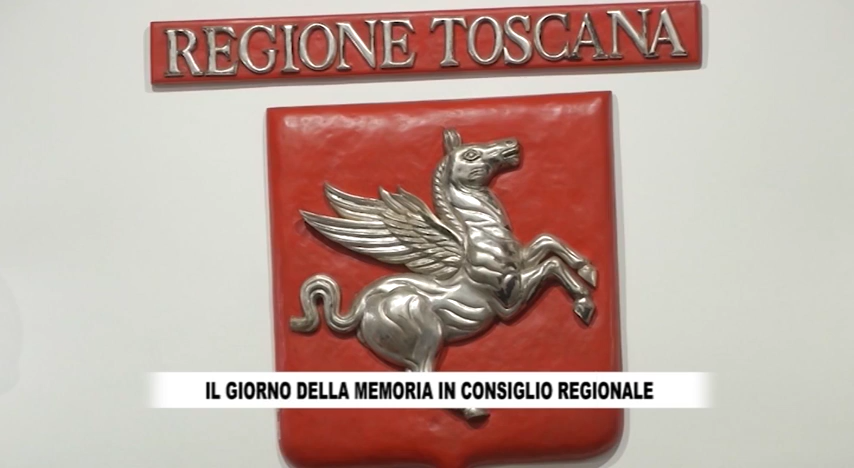 REGIONE TOSCANA
IL GIORNO DELLA MEMORIA IN CONSIGLIO REGIONALE